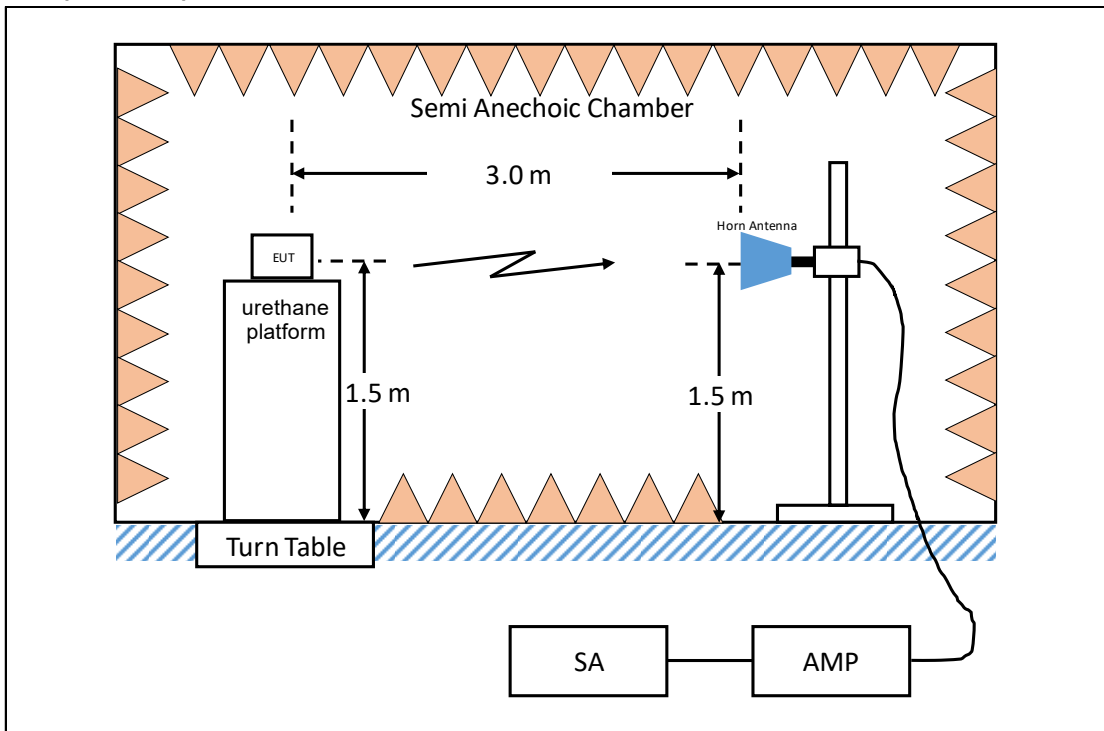 Semi Anechoic Chamber
3.0 m
Horn Antenna
EUT
urethane
platform
1.5 m
1.5 m
Turn Table
SA
AMP